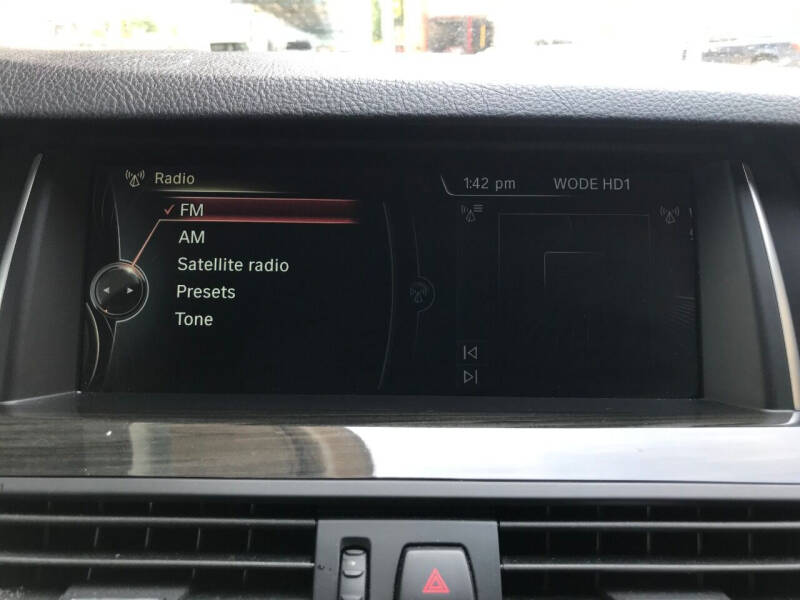 Radio
1:42 pm
WODE HD1
FM
AM
Satellite radio
Presets
Tone